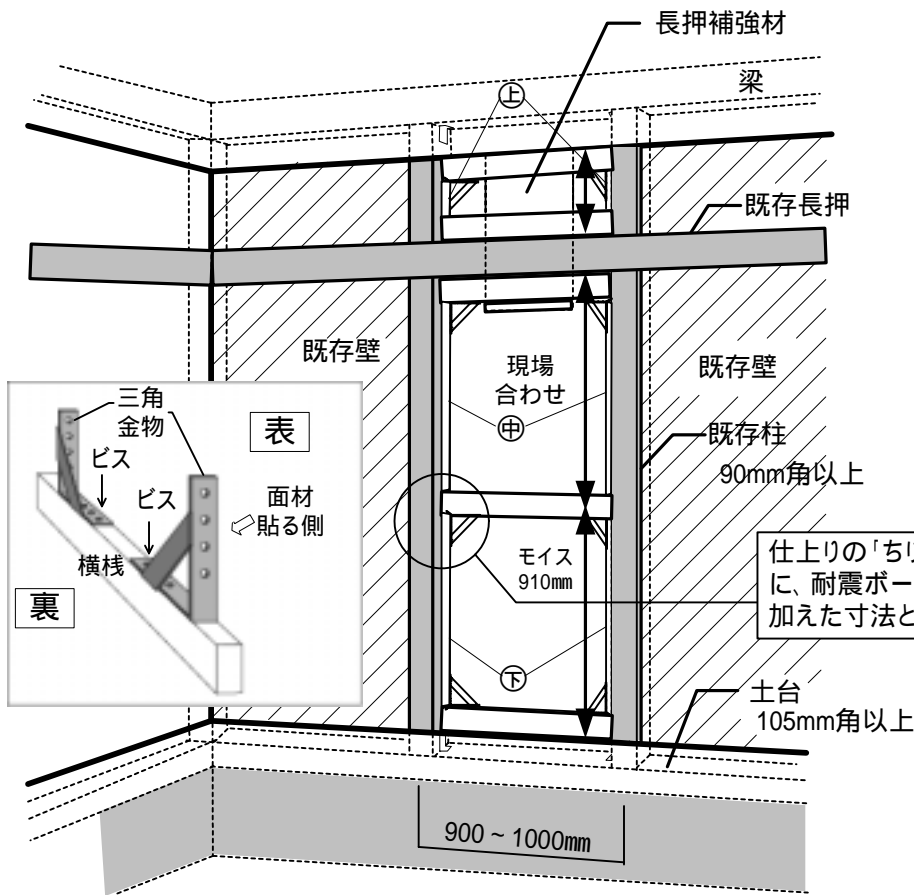 長押補強材
梁
上
既存長押
既存壁
現場
合わせ
既存壁
中
既存柱
90mm角以上
三角
金物
表
ビス
ビス
面材
貼る側
横桟
裏
モイス
910mm
仕上りの「ちり
に、耐震ボー
加えた寸法と
下
土台
105mm角以上
900~1000mm